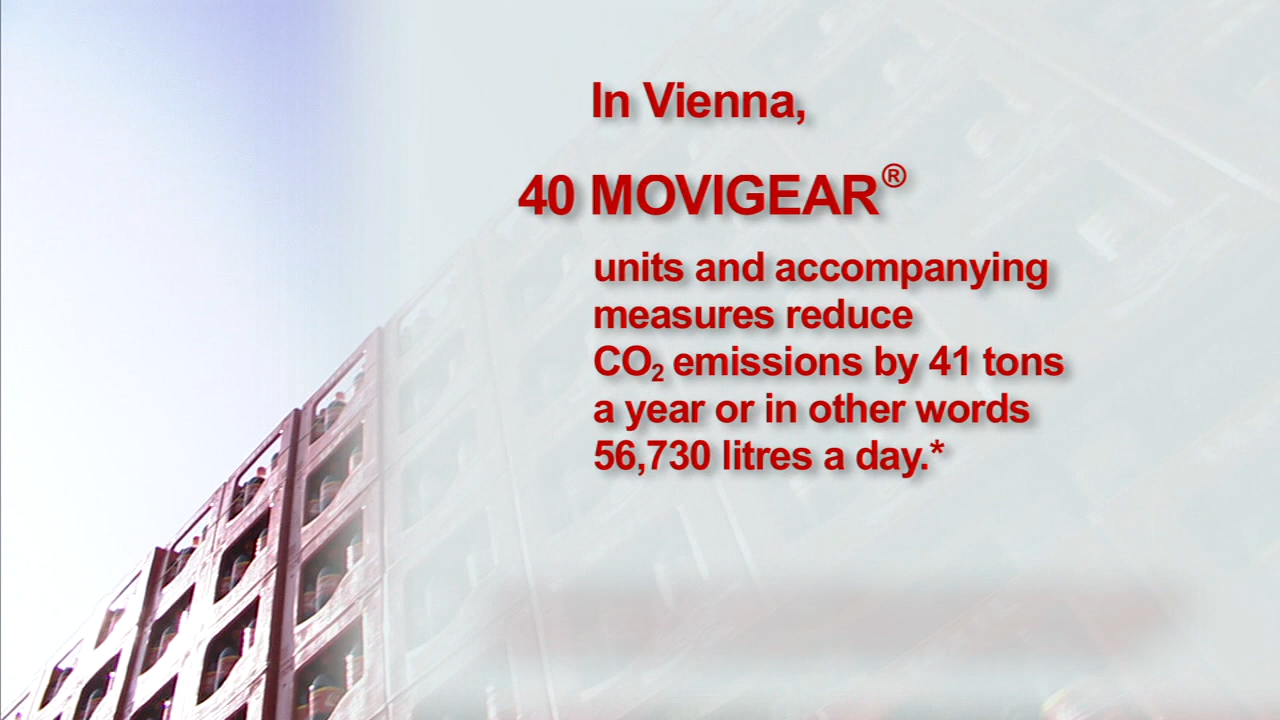 In Vienna,
40 MOVIGEAR®
units and accompanying
measures reduce
CO₂ emissions by 41 tons
a year or in other words
56,730 litres a day.*